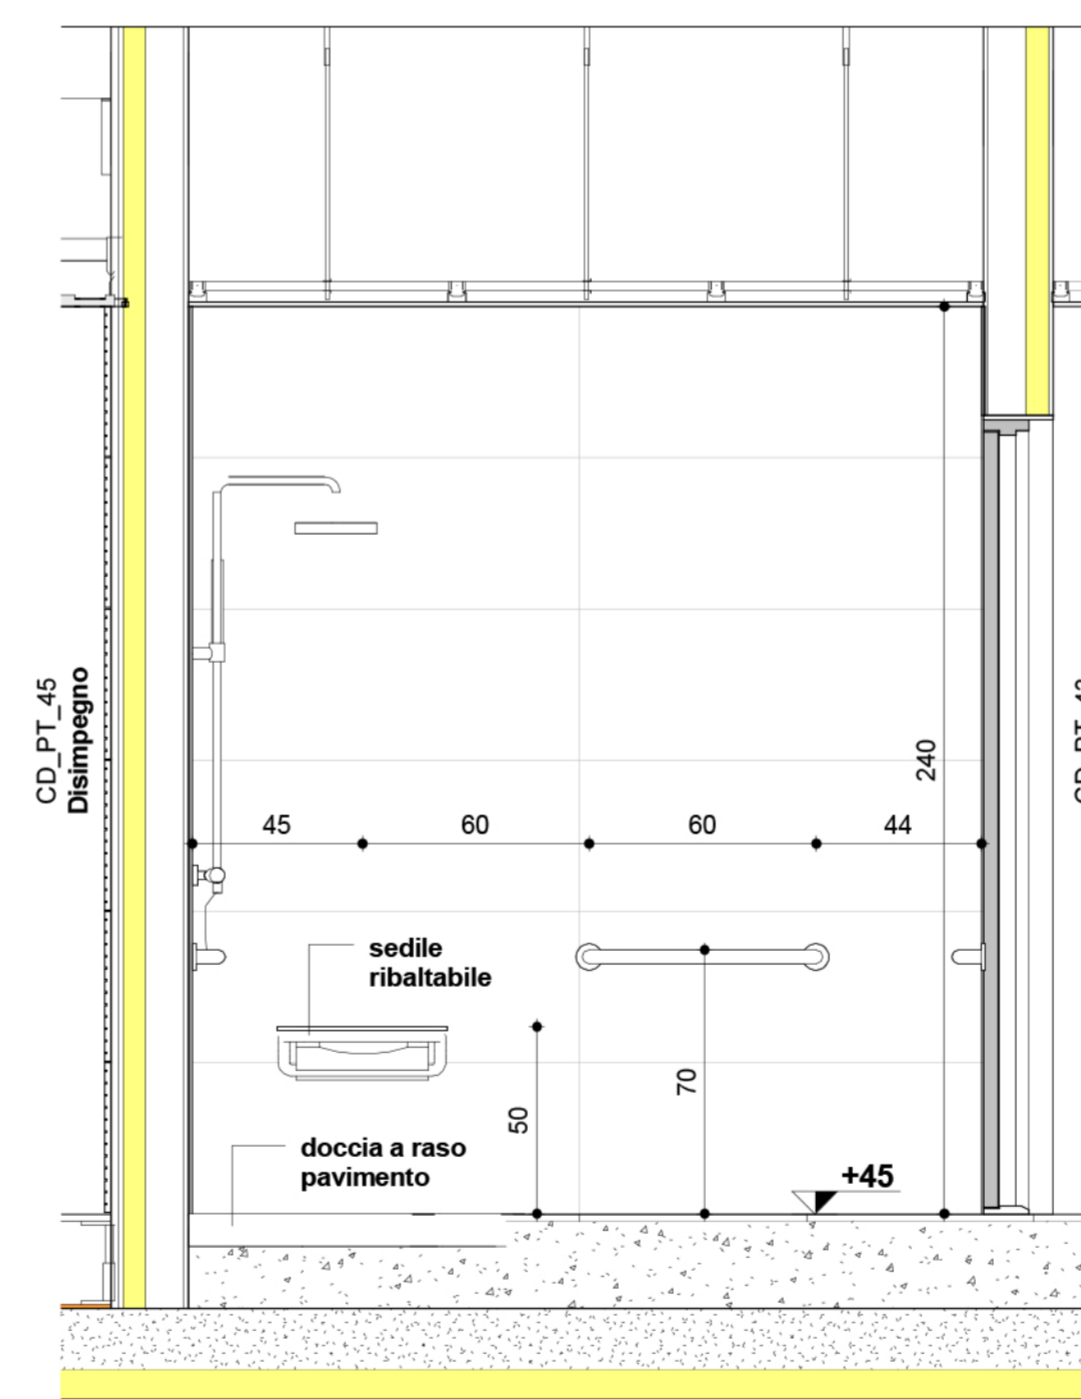 CD_PT_45
Disimpegno
240
45
60
60
44
sedile
ribaltabile
70
50
doccia a raso
pavimento
+45